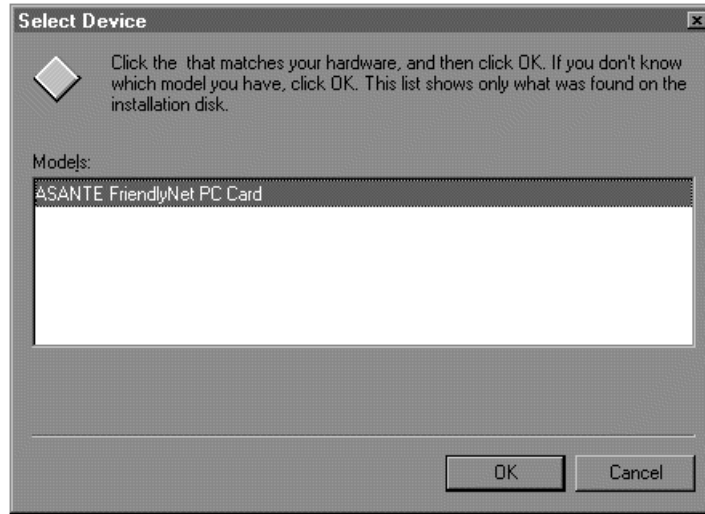 Select Device
Click the  that matches your hardware, and then click OK. If you don't know
which model you have, click OK. This list shows only what was found on the
installation disk.
Models:
ASANTE FriendlyNet PC Card
OK
Cancel